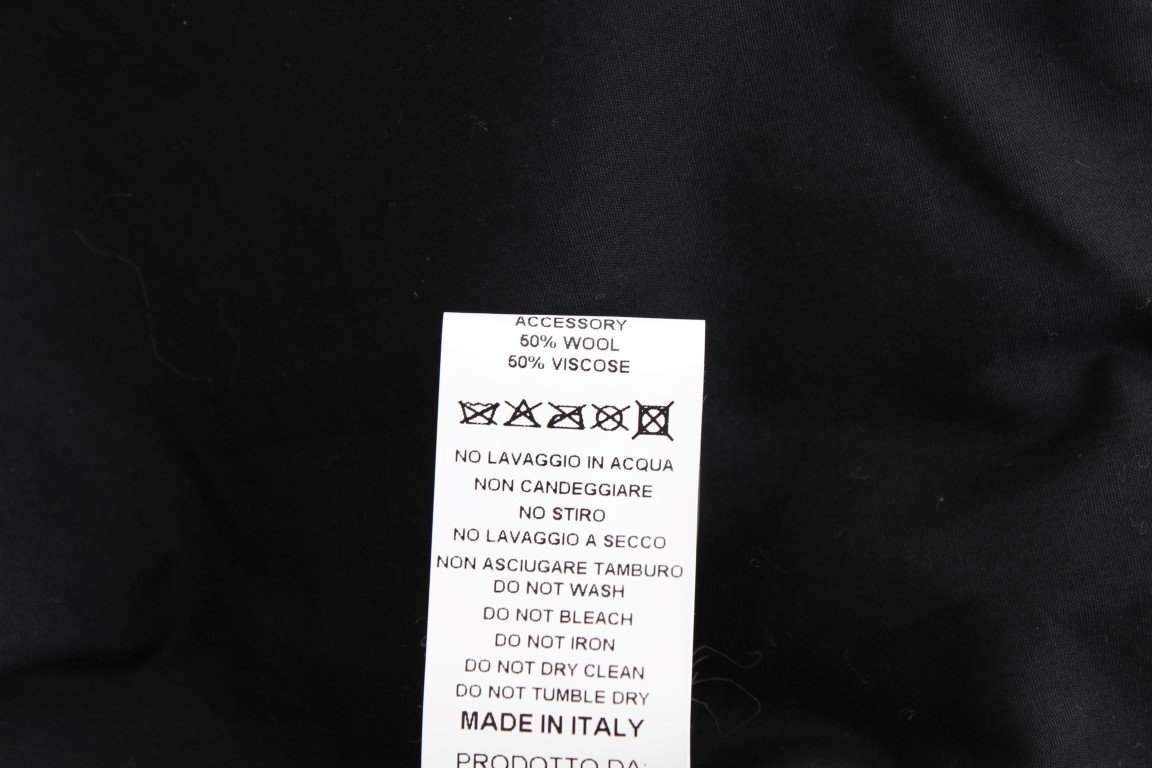 ACCESSORY
50% WOOL
50% VISCOSE
NO LAVAGGIO IN ACQUA
NON CANDEGGIARE
NO STIRO
NO LAVAGGIO A SECCO
NON ASCIUGARE TAMBURO
DO NOT WASH
DO NOT BLEACH
DO NOT IRON
DO NOT DRY CLEAN
DO NOT TUMBLE DRY
MADE IN ITALY
PRODOTTO DA: